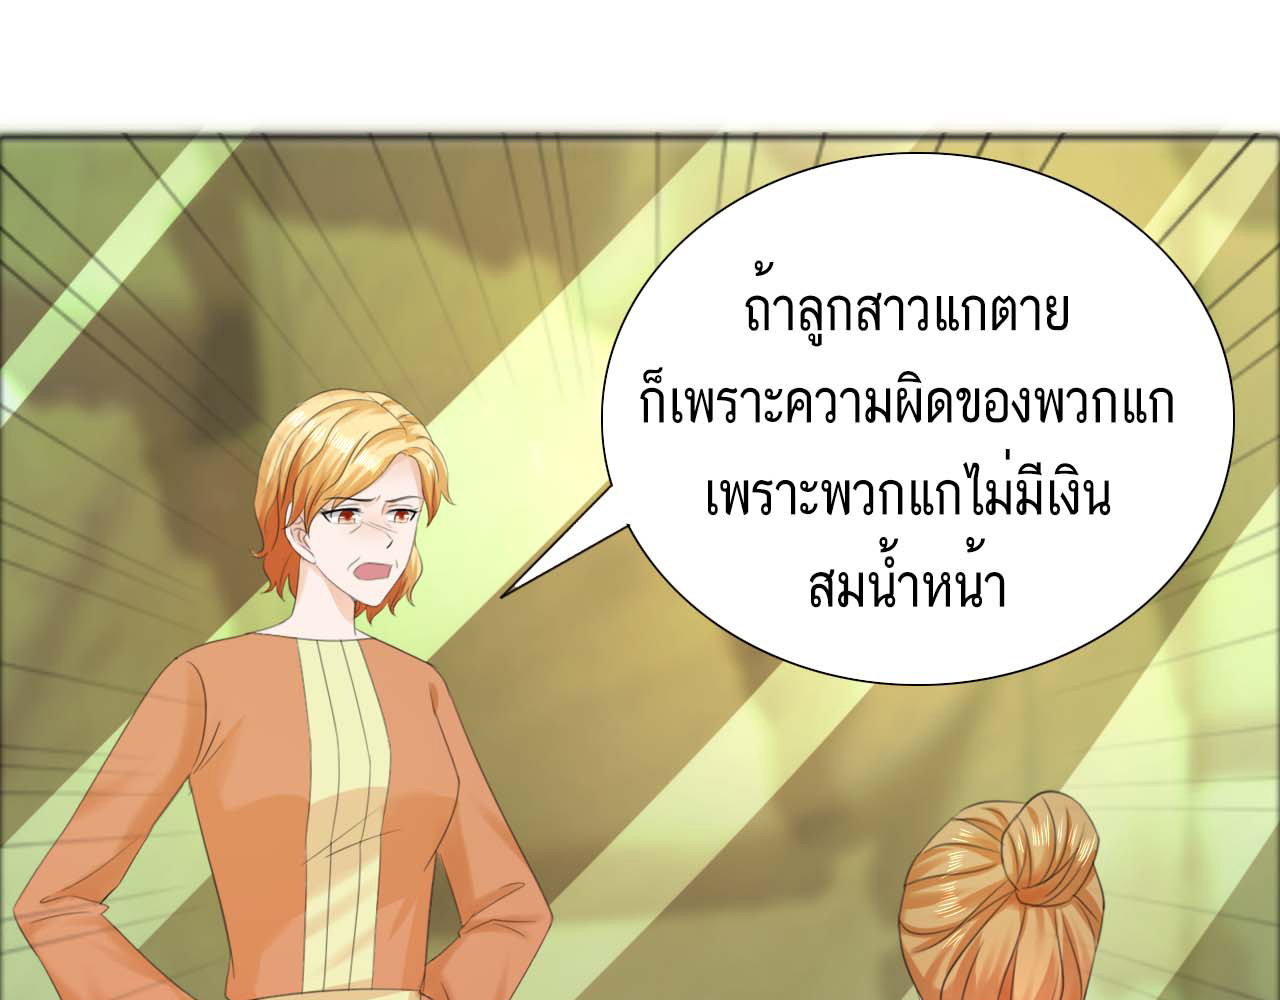 ถ้าลูกสาวแกตาย
ก็เพราะความผิดของพวกแก
เพราะพวกแกไม่มีเงิน
สมน้ำหน้า